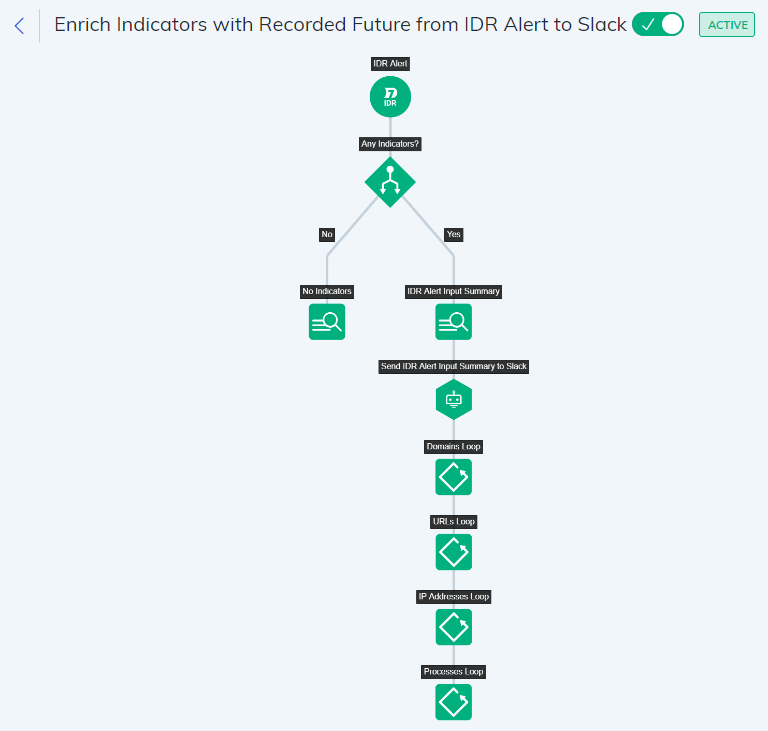 Enrich Indicators with Recorded Future from IDR Alert to Slack
ACTIVE
IDR Alert
IDR
Any Indicators?
No
Yes
No Indicators
IDR Alert Input Summary
Send IDR Alert Input Summary to Slack
Domains Loop
URLs Loop
IP Addresses Loop
Processes Loop